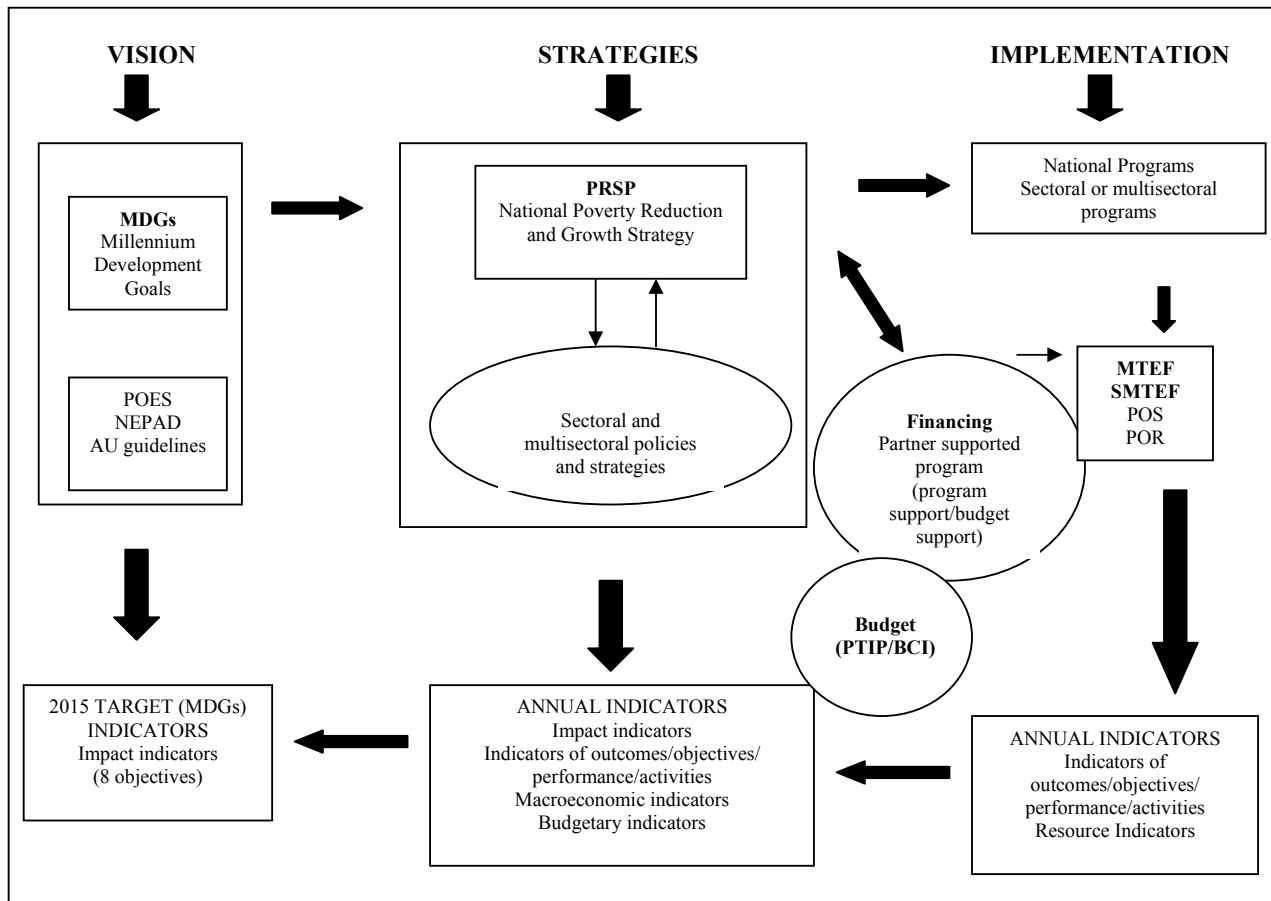 VISION
STRATEGIES
IMPLEMENTATION
MDGs
Millennium
Development
Goals
POES
NEPAD
AU guidelines
PRSP
National Poverty Reduction
and Growth Strategy
Sectoral and
multisectoral policies
and strategies
National Programs
Sectoral or multisectoral
programs
MTEF
SMTEF
POS
POR
Financing
Partner supported
program
(program
support/budget
support)
Budget
(PTIP/BCI)
2015 TARGET (MDGs)
INDICATORS
Impact indicators
(8 objectives)
ANNUAL INDICATORS
Impact indicators
Indicators of outcomes/objectives/
performance/activities
Macroeconomic indicators
Budgetary indicators
ANNUAL INDICATORS
Indicators of
outcomes/objectives/
performance/activities
Resource Indicators